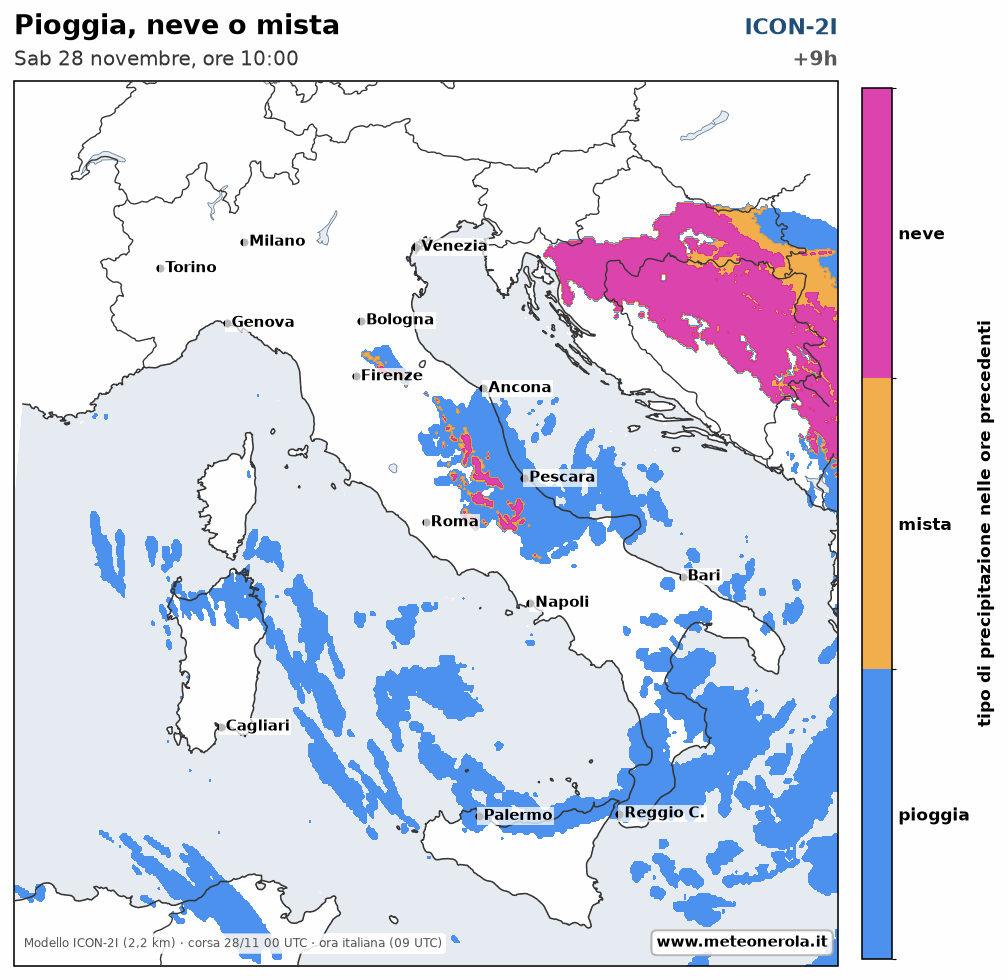 Pioggia, neve o mista
ICON-2I
Sab 28 novembre, ore 10:00
+9h
neve
mista
pioggia
tipo di precipitazione nelle ore precedenti
Milano
Venezia
Torino
Genova
Bologna
Firenze
Ancona
Pescara
Roma
Bari
Napoli
Cagliari
Palermo
Reggio C.
Modello ICON-2I (2,2 km) · corsa 28/11 00 UTC · ora italiana (09 UTC)
www.meteonerola.it